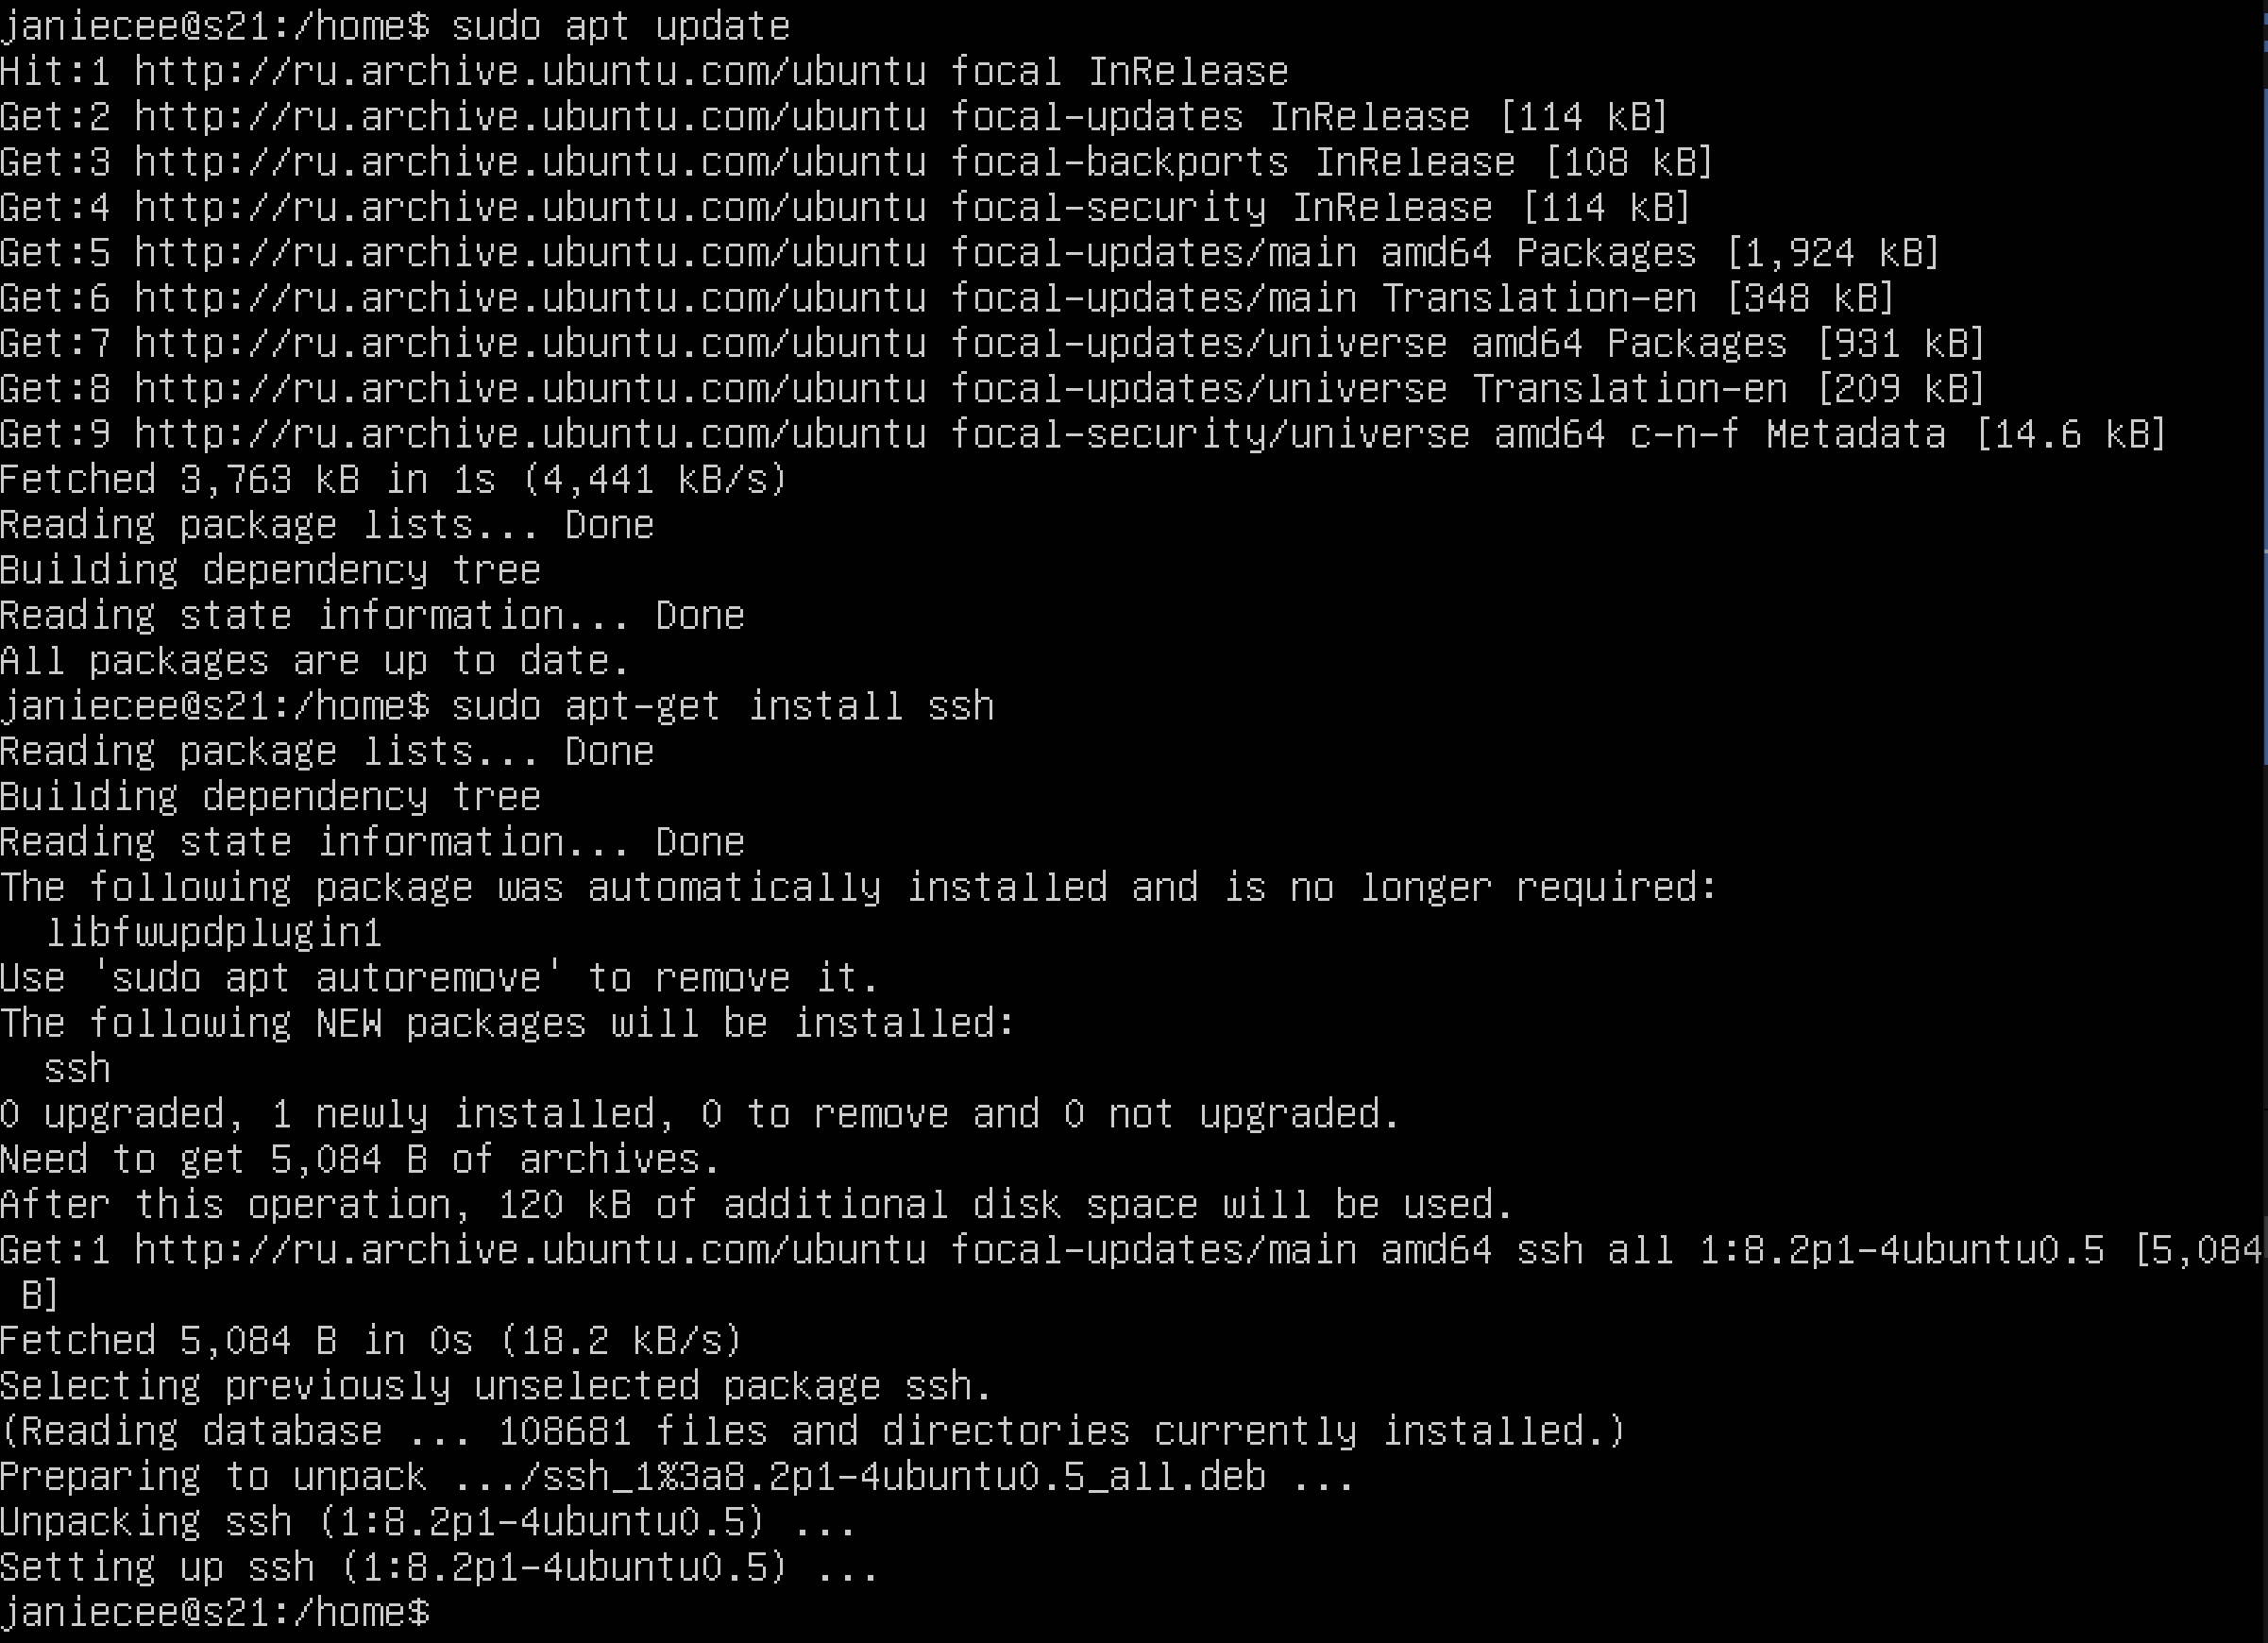 janiecee@s21:/home$ sudo apt update
Hit:1 http://ru.archive.ubuntu.com/ubuntu focal InRelease
Get:2 http://ru.archive.ubuntu.com/ubuntu focal-updates InRelease [114 kB]
Get:3 http://ru.archive.ubuntu.com/ubuntu focal-backports InRelease [108 kB]
Get:4 http://ru.archive.ubuntu.com/ubuntu focal-security InRelease [114 kB]
Get:5 http://ru.archive.ubuntu.com/ubuntu focal-updates/main amd64 Packages [1,924 kB]
Get:6 http://ru.archive.ubuntu.com/ubuntu focal-updates/main Translation-en [348 kB]
Get:7 http://ru.archive.ubuntu.com/ubuntu focal-updates/universe amd64 Packages [931 kB]
Get:8 http://ru.archive.ubuntu.com/ubuntu focal-updates/universe Translation-en [209 kB]
Get:9 http://ru.archive.ubuntu.com/ubuntu focal-security/universe amd64 c-n-f Metadata [14.6 kB]
Fetched 3,763 kB in 1s (4,441 kB/s)
Reading package lists... Done
Building dependency tree
Reading state information... Done
All packages are up to date.
janiecee@s21:/home$ sudo apt-get install ssh
Reading package lists... Done
Building dependency tree
Reading state information... Done
The following package was automatically installed and is no longer required:
  libfwupdplugin1
Use 'sudo apt autoremove' to remove it.
The following NEW packages will be installed:
  ssh
0 upgraded, 1 newly installed, 0 to remove and 0 not upgraded.
Need to get 5,084 B of archives.
After this operation, 120 kB of additional disk space will be used.
Get:1 http://ru.archive.ubuntu.com/ubuntu focal-updates/main amd64 ssh all 1:8.2p1-4ubuntu0.5 [5,084
 B]
Fetched 5,084 B in 0s (18.2 kB/s)
Selecting previously unselected package ssh.
(Reading database ... 108681 files and directories currently installed.)
Preparing to unpack .../ssh_1%3a8.2p1-4ubuntu0.5_all.deb ...
Unpacking ssh (1:8.2p1-4ubuntu0.5) ...
Setting up ssh (1:8.2p1-4ubuntu0.5) ...
janiecee@s21:/home$